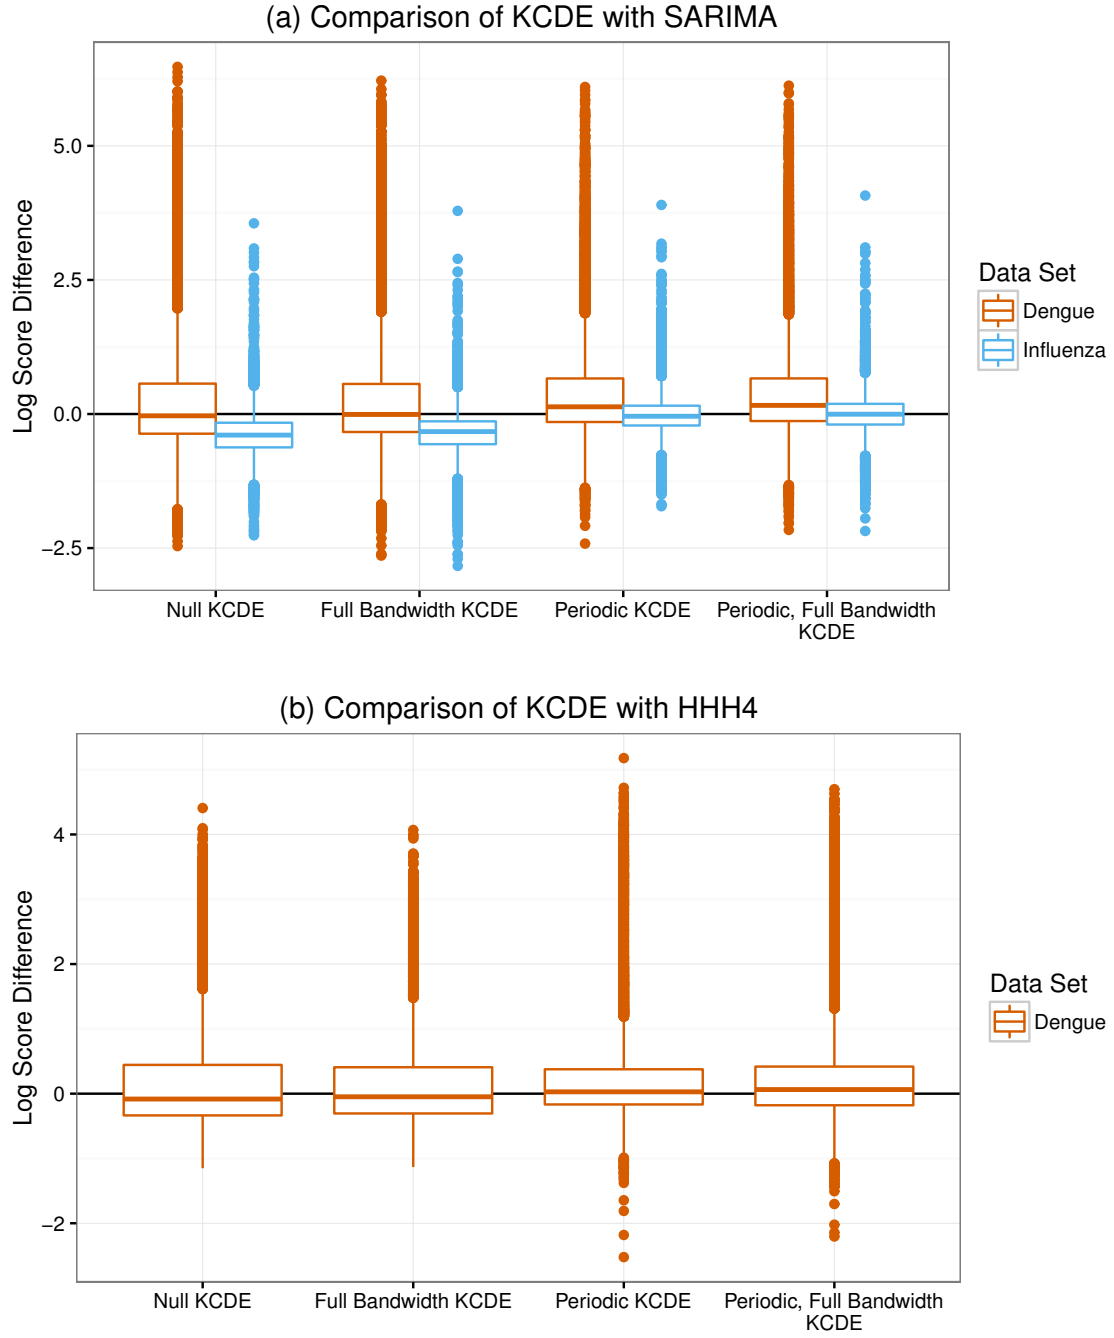 (a) Comparison of KCDE with SARIMA
Log Score Difference
5.0
2.5
0.0
−2.5
Null KCDE
Full Bandwidth KCDE
Periodic KCDE
Periodic, Full Bandwidth
KCDE
Data Set
Dengue
Influenza
(b) Comparison of KCDE with HHH4
Log Score Difference
4
2
0
−2
Null KCDE
Full Bandwidth KCDE
Periodic KCDE
Periodic, Full Bandwidth
KCDE
Data Set
Dengue